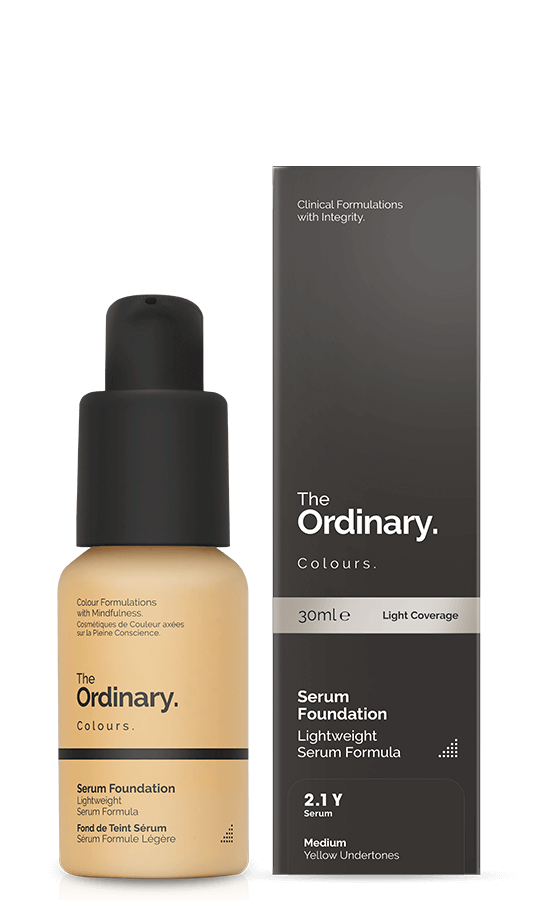 Clinical Formulations
with Integrity.
The
Ordinary.
Colours.
30ml e
Light Coverage
Serum
Foundation
Lightweight
Serum Formula
2.1 Y
Serum
Medium
Yellow Undertones
Colour Formulations
with Mindfulness.
Cosmétiques de Couleur axées
sur la Pleine Conscience.
The
Ordinary.
Colours.
Serum Foundation
Lightweight
Serum Formula
Fond de Teint Sérum
Sérum Formule Légère